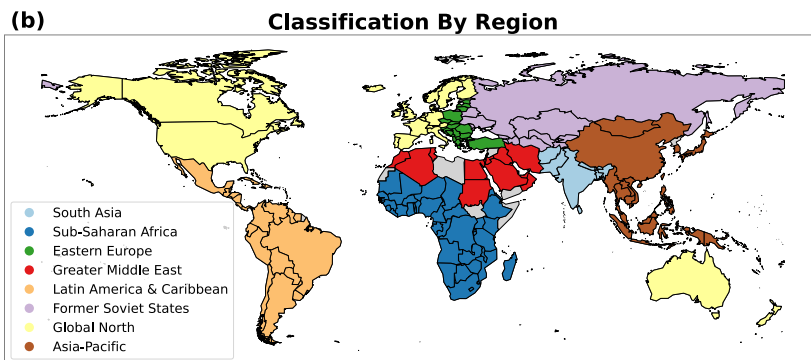 (b)
Classification By Region
South Asia
Sub-Saharan Africa
Eastern Europe
Greater Middle East
Latin America & Caribbean
Former Soviet States
Global North
Asia-Pacific